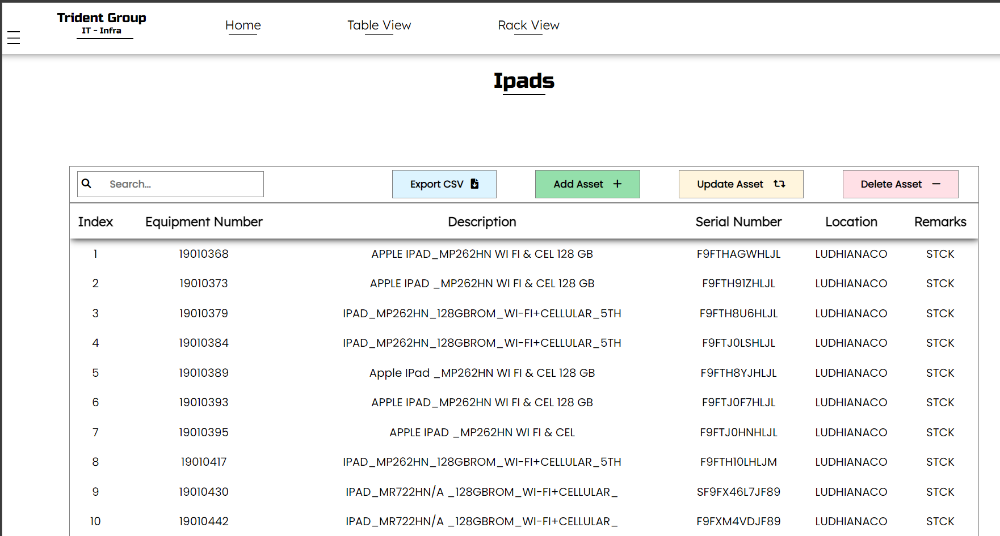 Trident Group
IT - Infra
Home Table View Rack View
Ipads
Search... Export CSV Add Asset Update Asset Delete Asset
Index Equipment Number Description Serial Number Location Remarks
1 19010368 APPLE IPAD_MP262HN WI FI & CEL 128 GB F9FTHAGWHLJL LUDHIANACO STCK
2 19010373 APPLE IPAD _MP262HN WI FI & CEL 128 GB F9FTH91ZHLJL LUDHIANACO STCK
3 19010379 IPAD_MP262HN_128GBROM_WI-FI+CELLULAR_5TH F9FTH8U6HLJL LUDHIANACO STCK
4 19010384 IPAD_MP262HN_128GBROM_WI-FI+CELLULAR_5TH F9FTJ0LSHLJL LUDHIANACO STCK
5 19010389 Apple IPad _MP262HN WI FI & CEL 128 GB F9FTH8YJHLJL LUDHIANACO STCK
6 19010393 APPLE IPAD_MP262HN WI FI & CEL 128 GB F9FTJ0F7HLJL LUDHIANACO STCK
7 19010395 APPLE IPAD _MP262HN WI FI & CEL F9FTJ0HNHLJL LUDHIANACO STCK
8 19010417 IPAD_MP262HN_128GBROM_WI-FI+CELLULAR_5TH F9FTH10LHLJM LUDHIANACO STCK
9 19010430 IPAD_MR722HN/A _128GBROM_WI-FI+CELLULAR_ SF9FX46L7JF89 LUDHIANACO STCK
10 19010442 IPAD_MR722HN/A _128GBROM_WI-FI+CELLULAR_ F9FXM4VDJF89 LUDHIANACO STCK